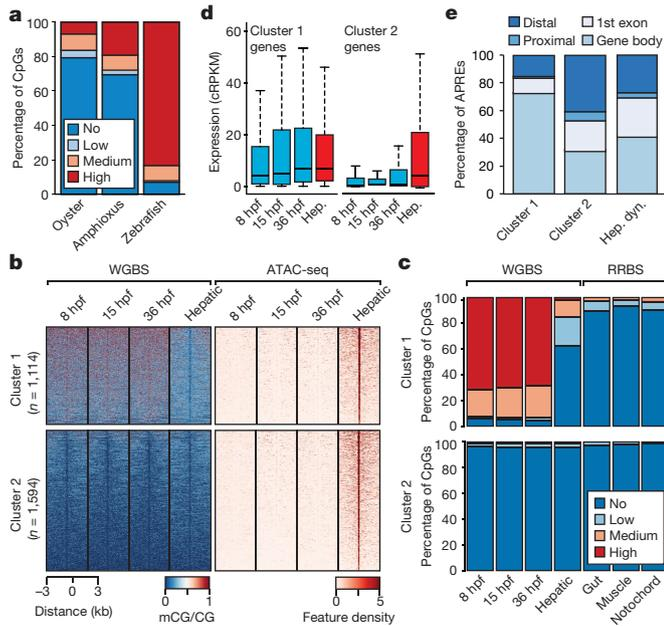 a
Percentage of CpGs
100
80
60
40
20
0
No
Low
Medium
High
Oyster
Amphioxus
Zebrafish
d
Expression (cRPKM)
60
40
20
0
Cluster 1
genes
Cluster 2
genes
8 hpf
15 hpf
36 hpf
Hep.
8 hpf
15 hpf
36 hpf
Hep.
e
Distal
Proximal
1st exon
Gene body
Percentage of APREs
100
80
60
40
20
0
Cluster 1
Cluster 2
Hep. dyn.
b
WGBS
ATAC-seq
8 hpf
15 hpf
36 hpf
Hepatic
8 hpf
15 hpf
36 hpf
Hepatic
Cluster 1
(n = 1,114)
Cluster 2
(n = 1,594)
−3 0 3
Distance (kb)
0 1
mCG/CG
0 5
Feature density
c
WGBS
RRBS
Cluster 1
Percentage of CpGs
100
80
60
40
20
0
Cluster 2
Percentage of CpGs
100
80
60
40
20
0
No
Low
Medium
High
8 hpf
15 hpf
36 hpf
Hepatic
Gut
Muscle
Notochord